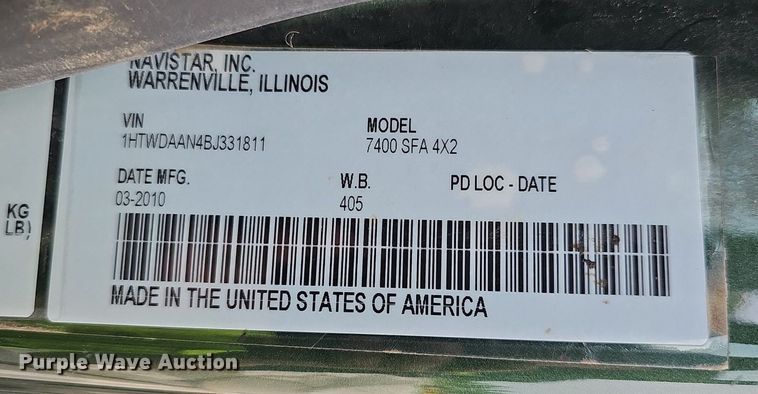 NAVISTAR, INC.
WARRENVILLE, ILLINOIS
VIN
1HTWDAAN4BJ331811
MODEL
7400 SFA 4X2
DATE MFG.
03-2010
W.B.
405
PD LOC - DATE
KG
LB)
MADE IN THE UNITED STATES OF AMERICA
Purple Wave Auction